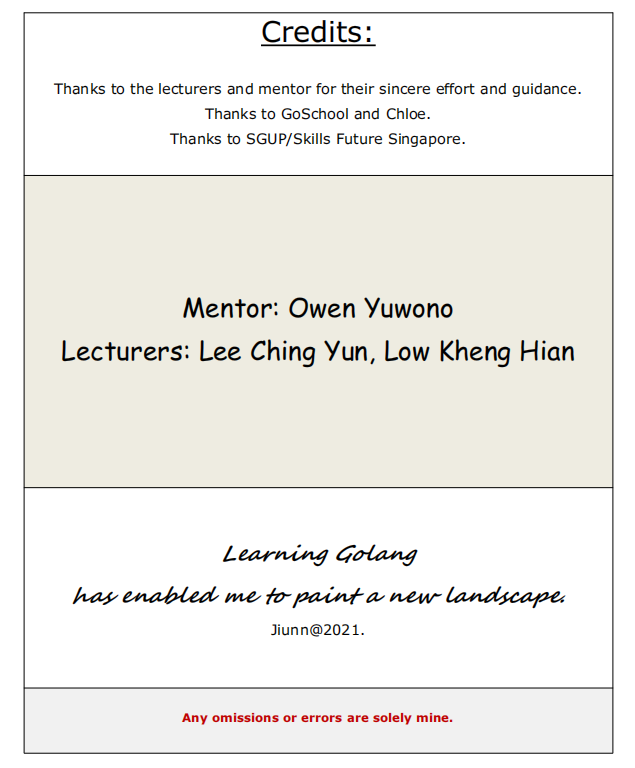 Credits:
Thanks to the lecturers and mentor for their sincere effort and guidance.
Thanks to GoSchool and Chloe.
Thanks to SGUP/Skills Future Singapore.
Mentor: Owen Yuwono
Lecturers: Lee Ching Yun, Low Kheng Hian
Learning Golang
has enabled me to paint a new landscape.
Jiunn@2021.
Any omissions or errors are solely mine.